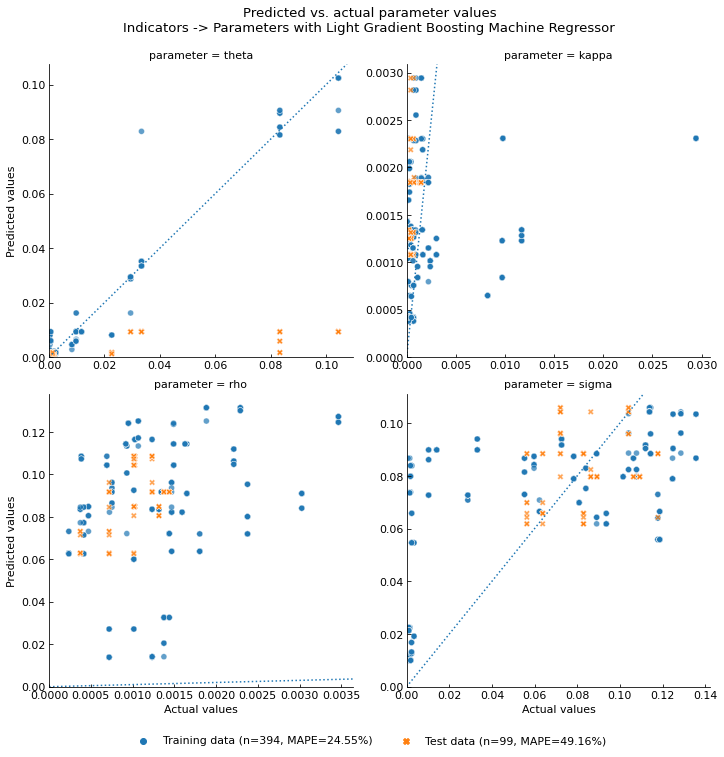 Predicted vs. actual parameter values
Indicators -> Parameters with Light Gradient Boosting Machine Regressor
parameter = theta
parameter = kappa
Predicted values
0.10
0.08
0.06
0.04
0.02
0.00
0.00 0.02 0.04 0.06 0.08 0.10
0.0030
0.0025
0.0020
0.0015
0.0010
0.0005
0.0000
0.000 0.005 0.010 0.015 0.020 0.025 0.030
parameter = rho
parameter = sigma
Predicted values
0.12
0.10
0.08
0.06
0.04
0.02
0.00
0.0000 0.0005 0.0010 0.0015 0.0020 0.0025 0.0030 0.0035
Actual values
0.10
0.08
0.06
0.04
0.02
0.00
0.00 0.02 0.04 0.06 0.08 0.10 0.12 0.14
Actual values
Training data (n=394, MAPE=24.55%)
Test data (n=99, MAPE=49.16%)